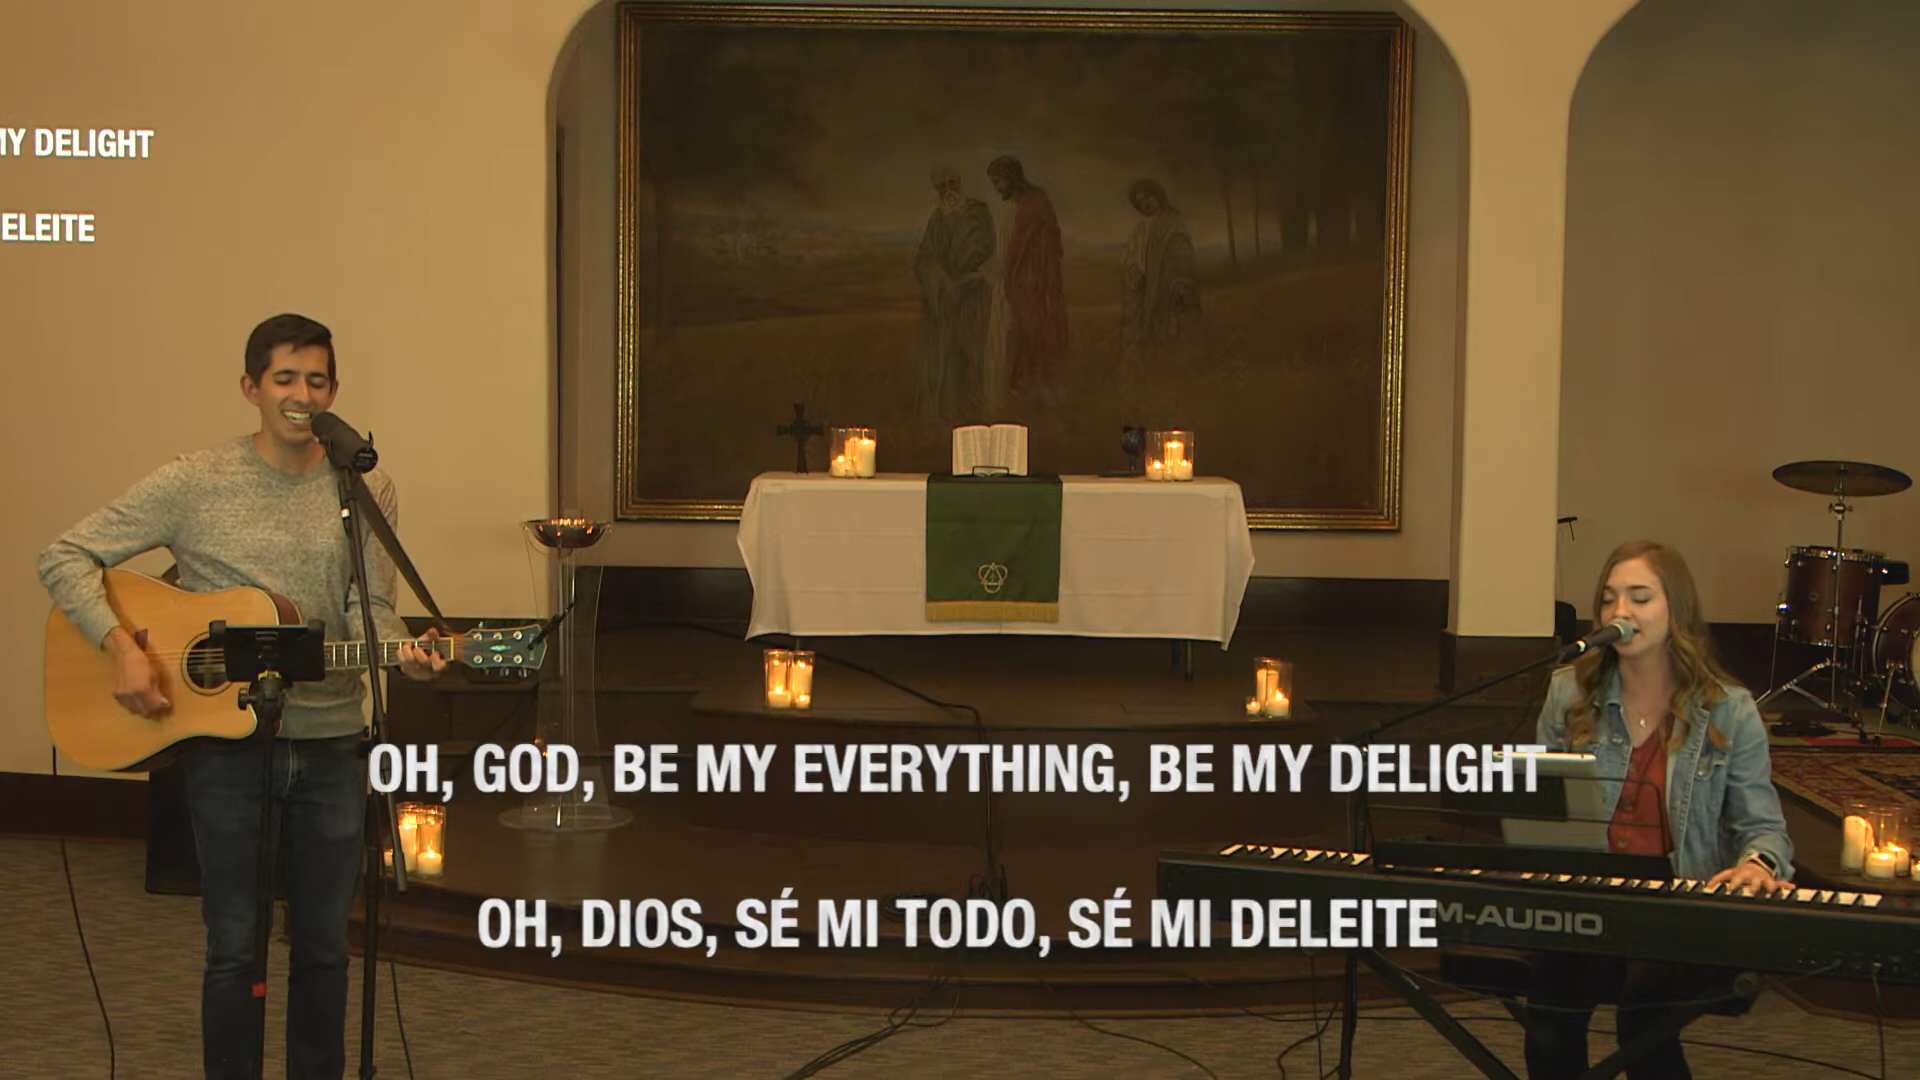 MY DELIGHT
ELEITE
OH, GOD, BE MY EVERYTHING, BE MY DELIGHT
OH, DIOS, SÉ MI TODO, SÉ MI DELEITE
M-AUDIO